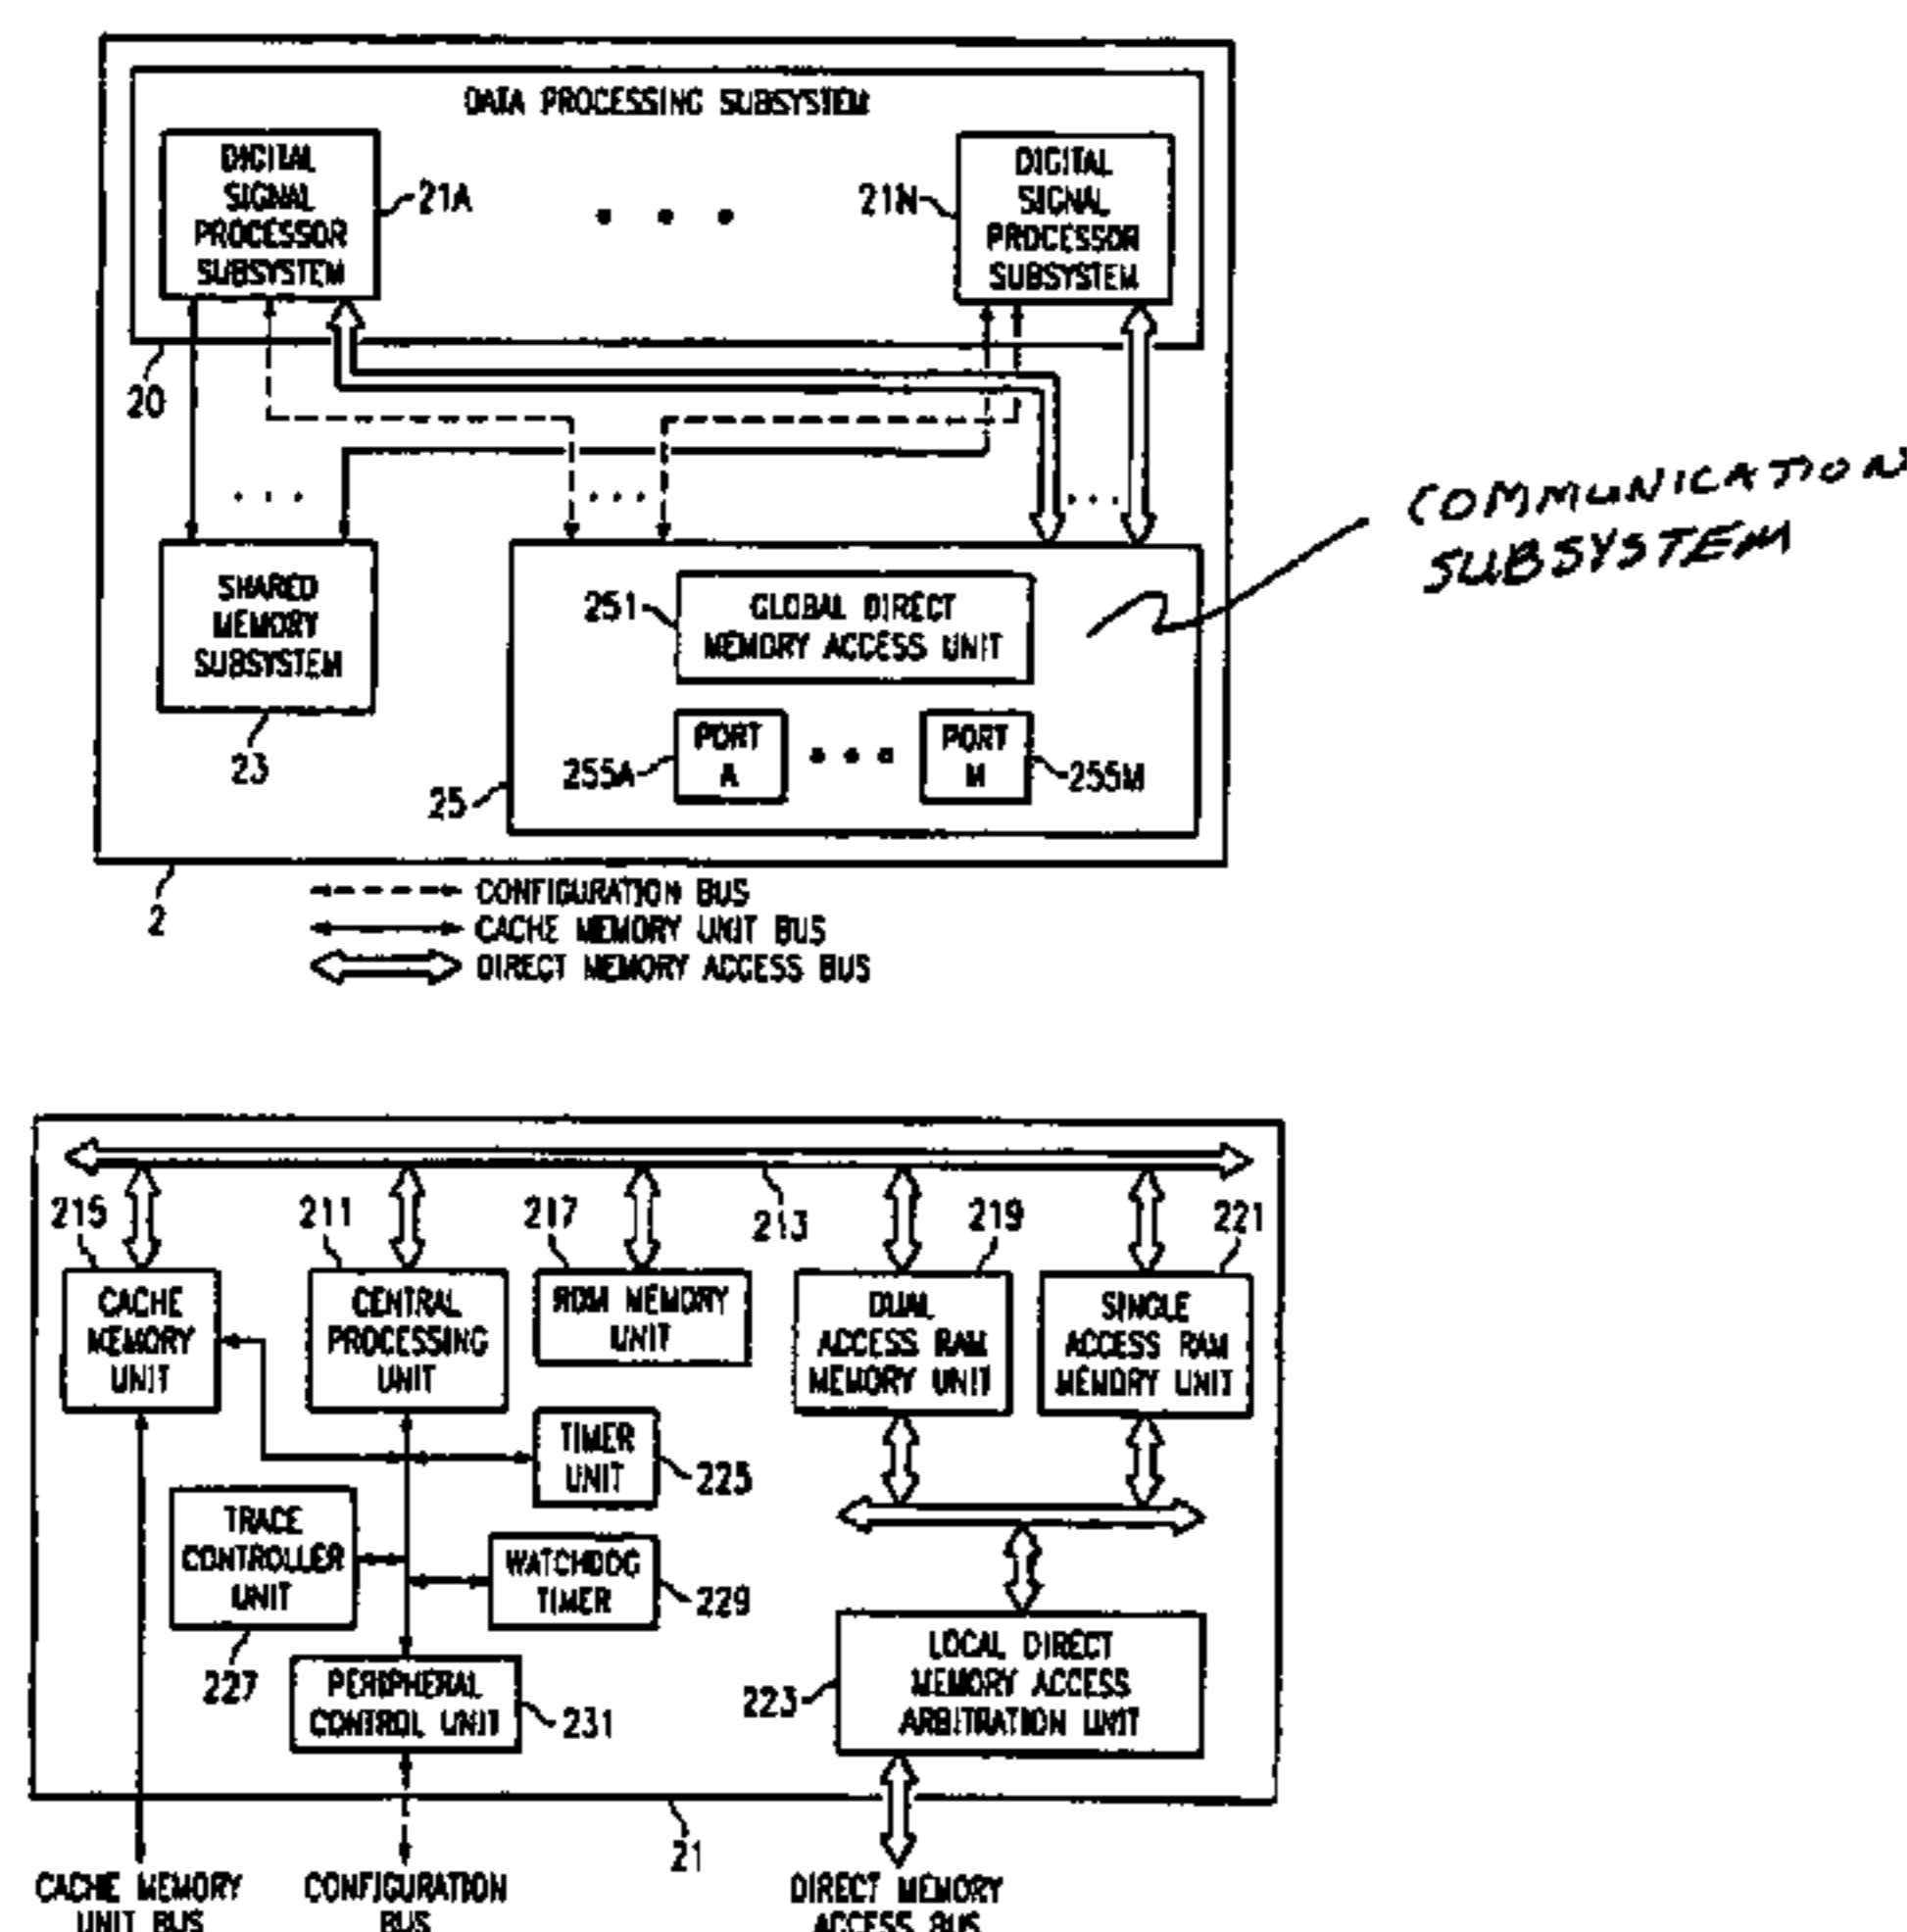 DATA PROCESSING SUBSYSTEM
DIGITAL
SIGNAL
PROCESSOR
SUBSYSTEM
21A
21N
DIGITAL
SIGNAL
PROCESSOR
SUBSYSTEM
20
COMMUNICATION
SUBSYSTEM
SHARED
MEMORY
SUBSYSTEM
23
251
GLOBAL DIRECT
MEMORY ACCESS UNIT
255A
PORT
A
PORT
M
255M
25
2
CONFIGURATION BUS
CACHE MEMORY UNIT BUS
DIRECT MEMORY ACCESS BUS
215
211
217
213
219
221
CACHE
MEMORY
UNIT
CENTRAL
PROCESSING
UNIT
ROM MEMORY
UNIT
DUAL
ACCESS RAM
MEMORY UNIT
SINGLE
ACCESS RAM
MEMORY UNIT
TIMER
UNIT
225
TRACE
CONTROLLER
UNIT
227
WATCHDOG
TIMER
229
PERIPHERAL
CONTROL UNIT
231
223
LOCAL DIRECT
MEMORY ACCESS
ARBITRATION UNIT
21
CACHE MEMORY
UNIT BUS
CONFIGURATION
BUS
DIRECT MEMORY
ACCESS BUS